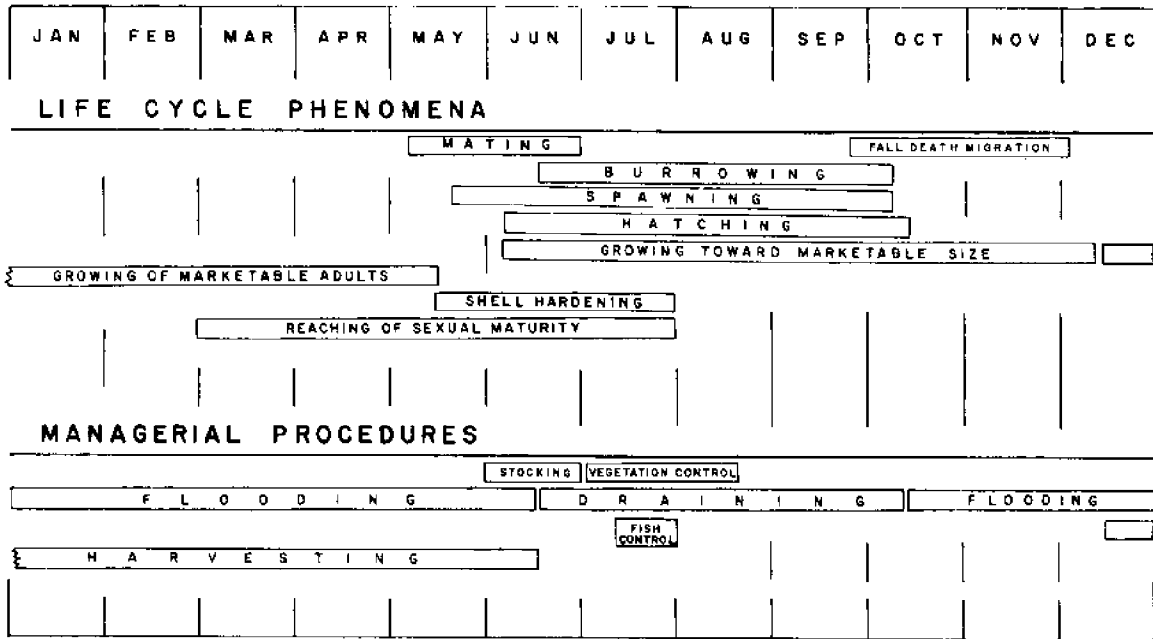 JAN FEB MAR APR MAY JUN JUL AUG SEP OCT NOV DEC
LIFE CYCLE PHENOMENA
MATING FALL DEATH MIGRATION
BURROWING
SPAWNING
HATCHING
GROWING TOWARD MARKETABLE SIZE
GROWING OF MARKETABLE ADULTS
SHELL HARDENING
REACHING OF SEXUAL MATURITY
MANAGERIAL PROCEDURES
STOCKING VEGETATION CONTROL
FLOODING DRAINING FLOODING
FISH
CONTROL
HARVESTING